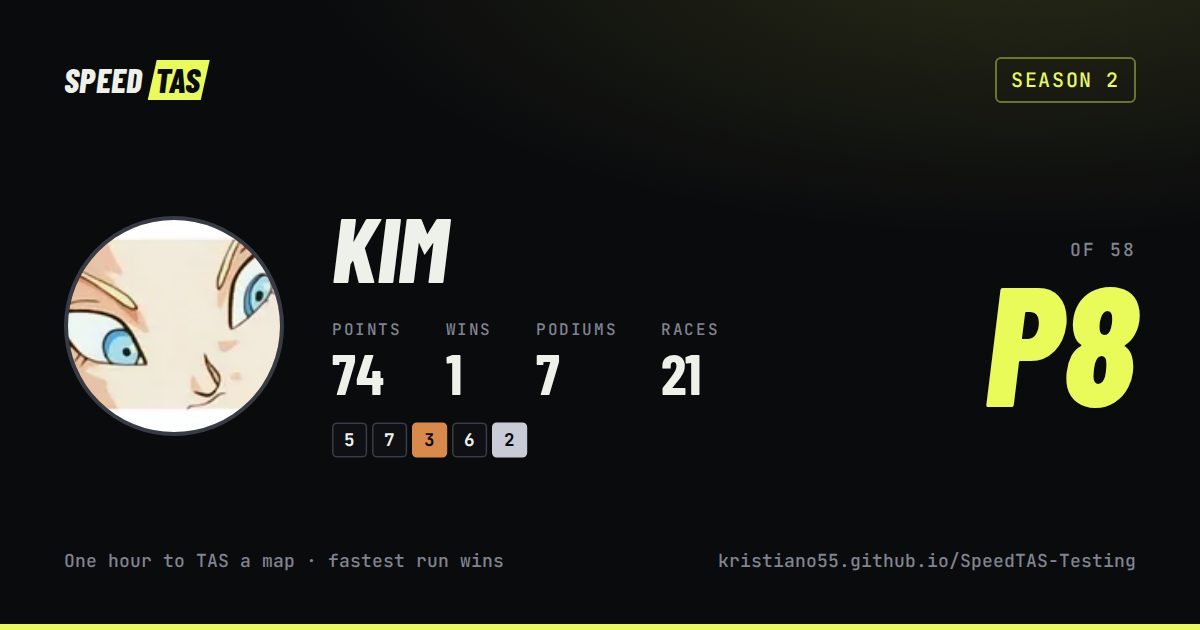 SPEED TAS
SEASON 2
KIM
OF 58
P8
POINTS WINS PODIUMS RACES
74 1 7 21
5 7 3 6 2
One hour to TAS a map · fastest run wins
kristiano55.github.io/SpeedTAS-Testing